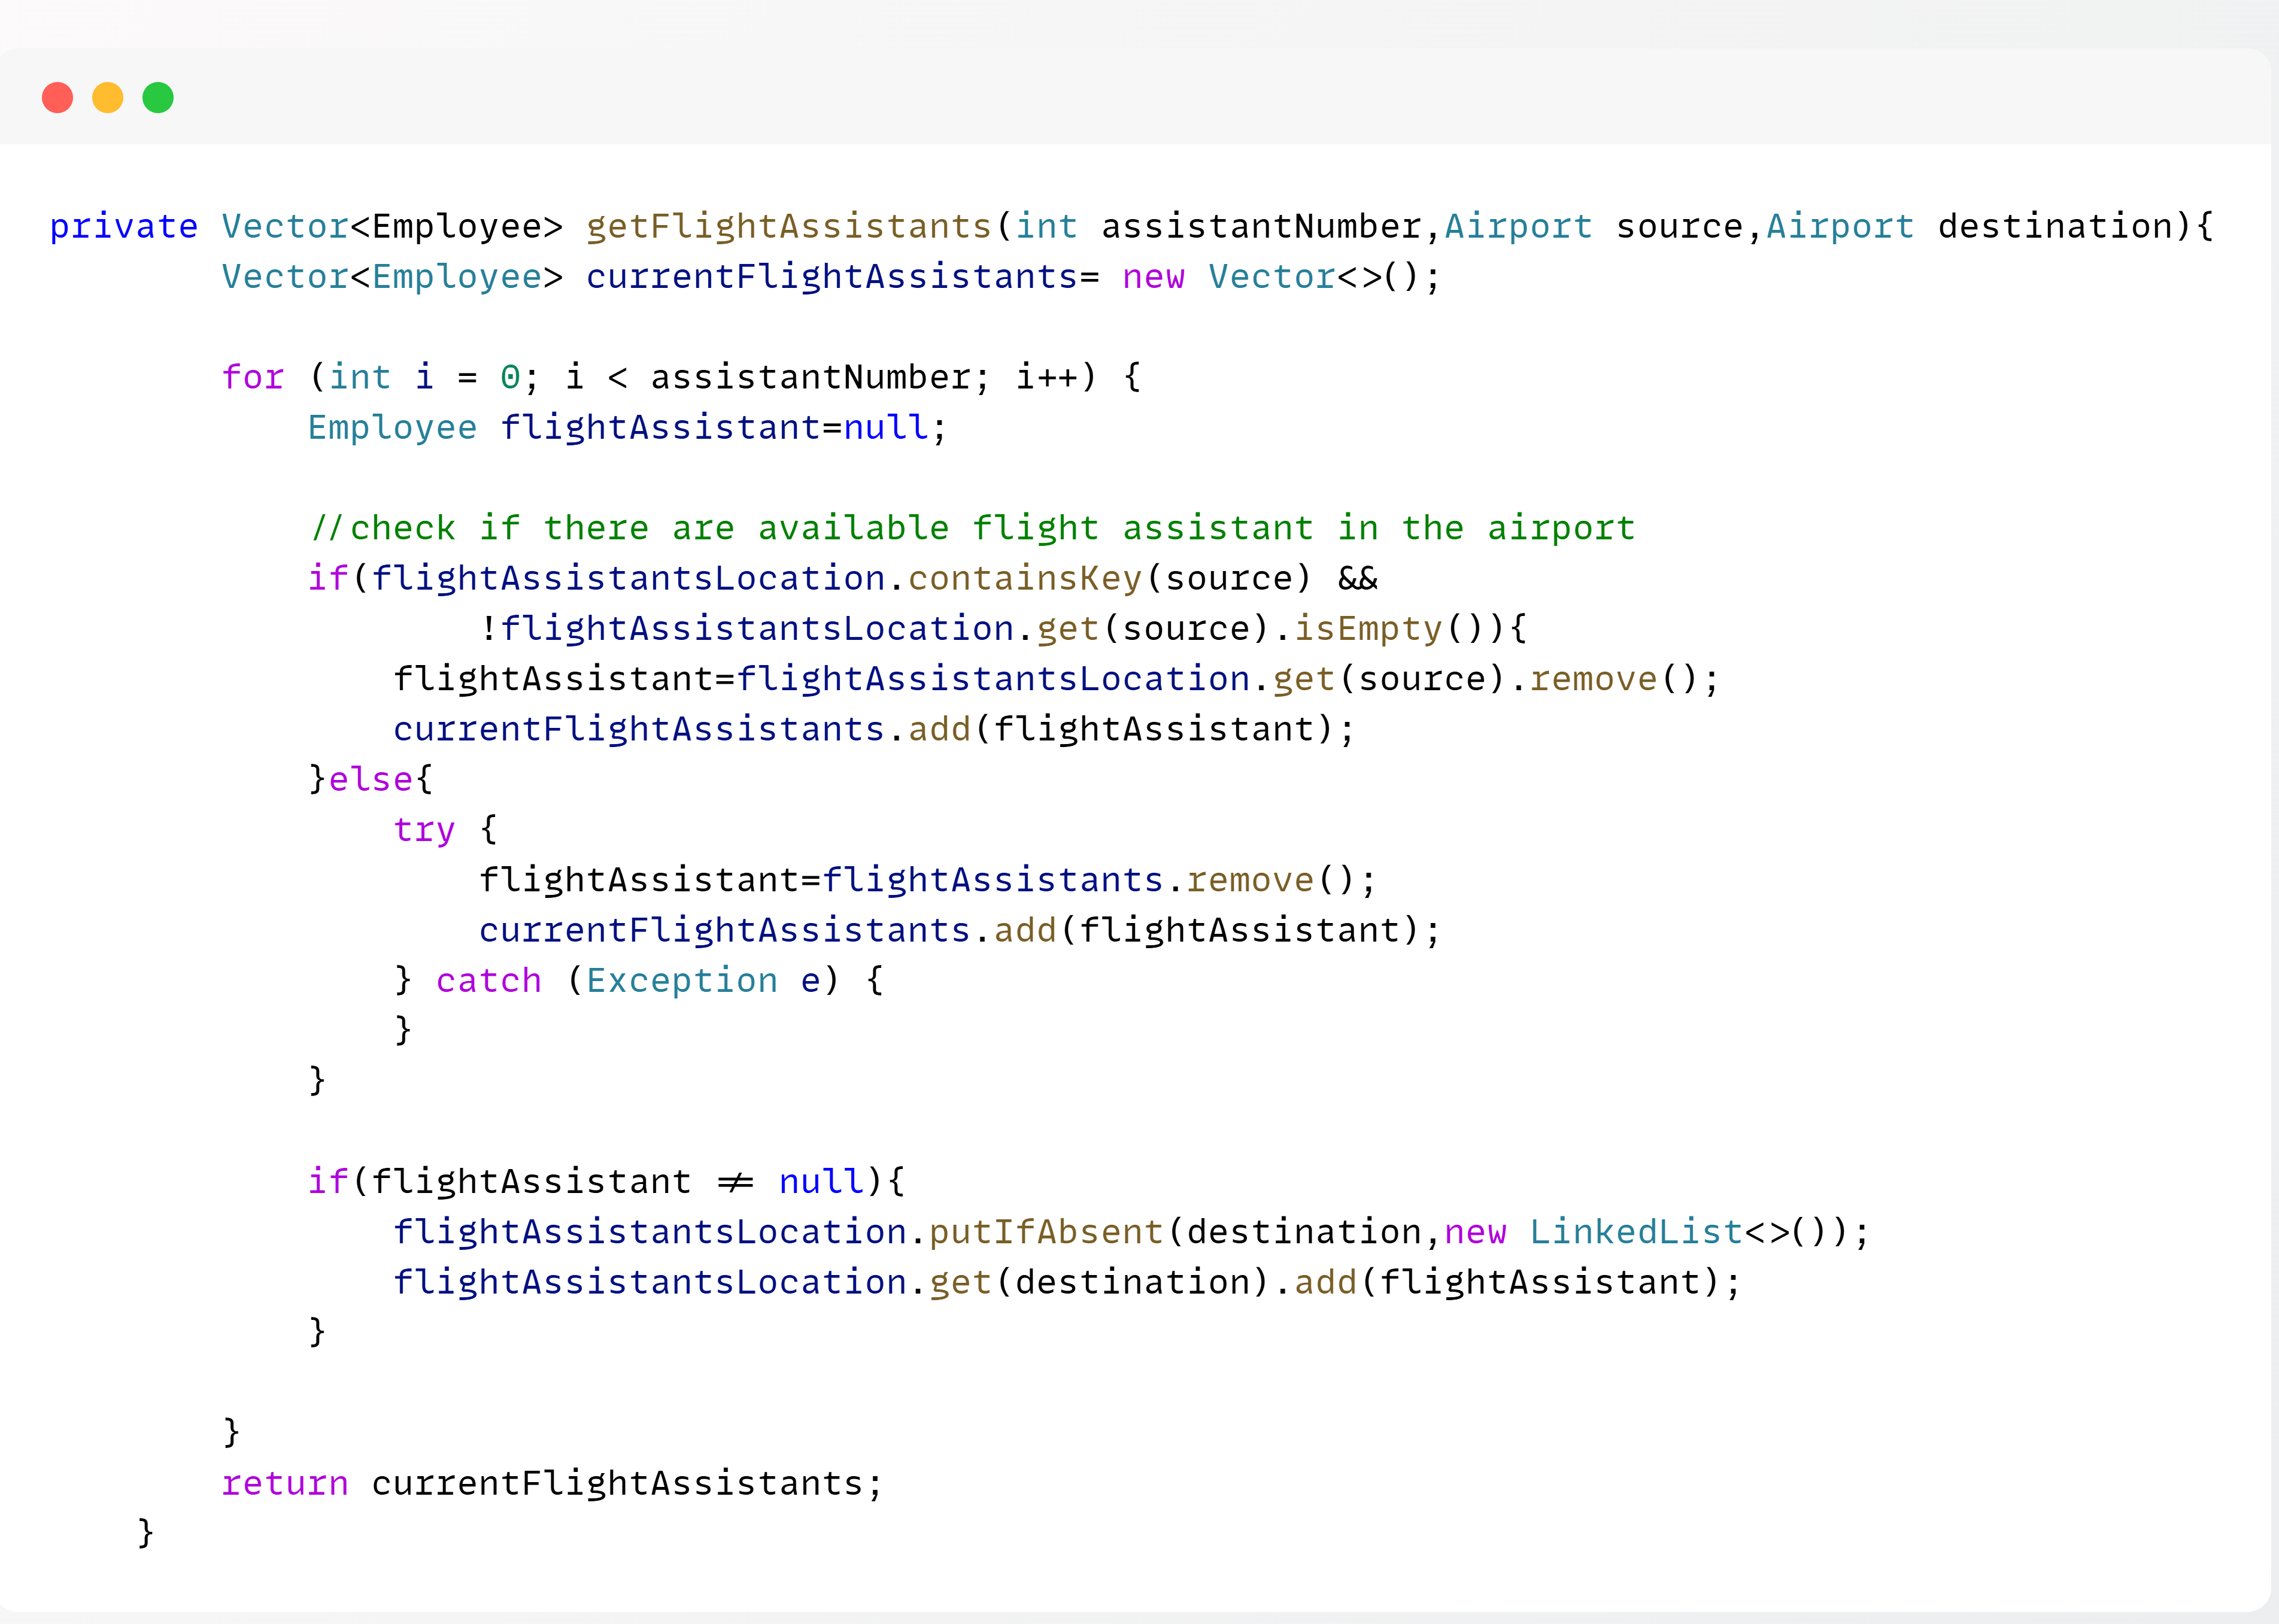 private Vector<Employee> getFlightAssistants(int assistantNumber,Airport source,Airport destination){
        Vector<Employee> currentFlightAssistants= new Vector<>();

        for (int i = 0; i < assistantNumber; i++) {
            Employee flightAssistant=null;

            //check if there are available flight assistant in the airport
            if(flightAssistantsLocation.containsKey(source) &&
                    !flightAssistantsLocation.get(source).isEmpty()){
                flightAssistant=flightAssistantsLocation.get(source).remove();
                currentFlightAssistants.add(flightAssistant);
            }else{
                try {
                    flightAssistant=flightAssistants.remove();
                    currentFlightAssistants.add(flightAssistant);
                } catch (Exception e) {
                }
            }

            if(flightAssistant != null){
                flightAssistantsLocation.putIfAbsent(destination,new LinkedList<>());
                flightAssistantsLocation.get(destination).add(flightAssistant);
            }

        }
        return currentFlightAssistants;
    }